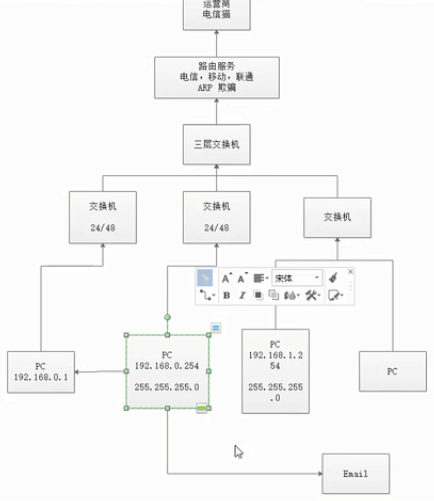 运营商
电信猫
路由服务
电信，移动，联通
ARP 欺骗
三层交换机
交换机
24/48
交换机
24/48
交换机
宋体
A A
B I
PC
192.168.0.1
PC
192.168.0.254
255.255.255.0
PC
192.168.1.2
54
255.255.255
.0
PC
Email